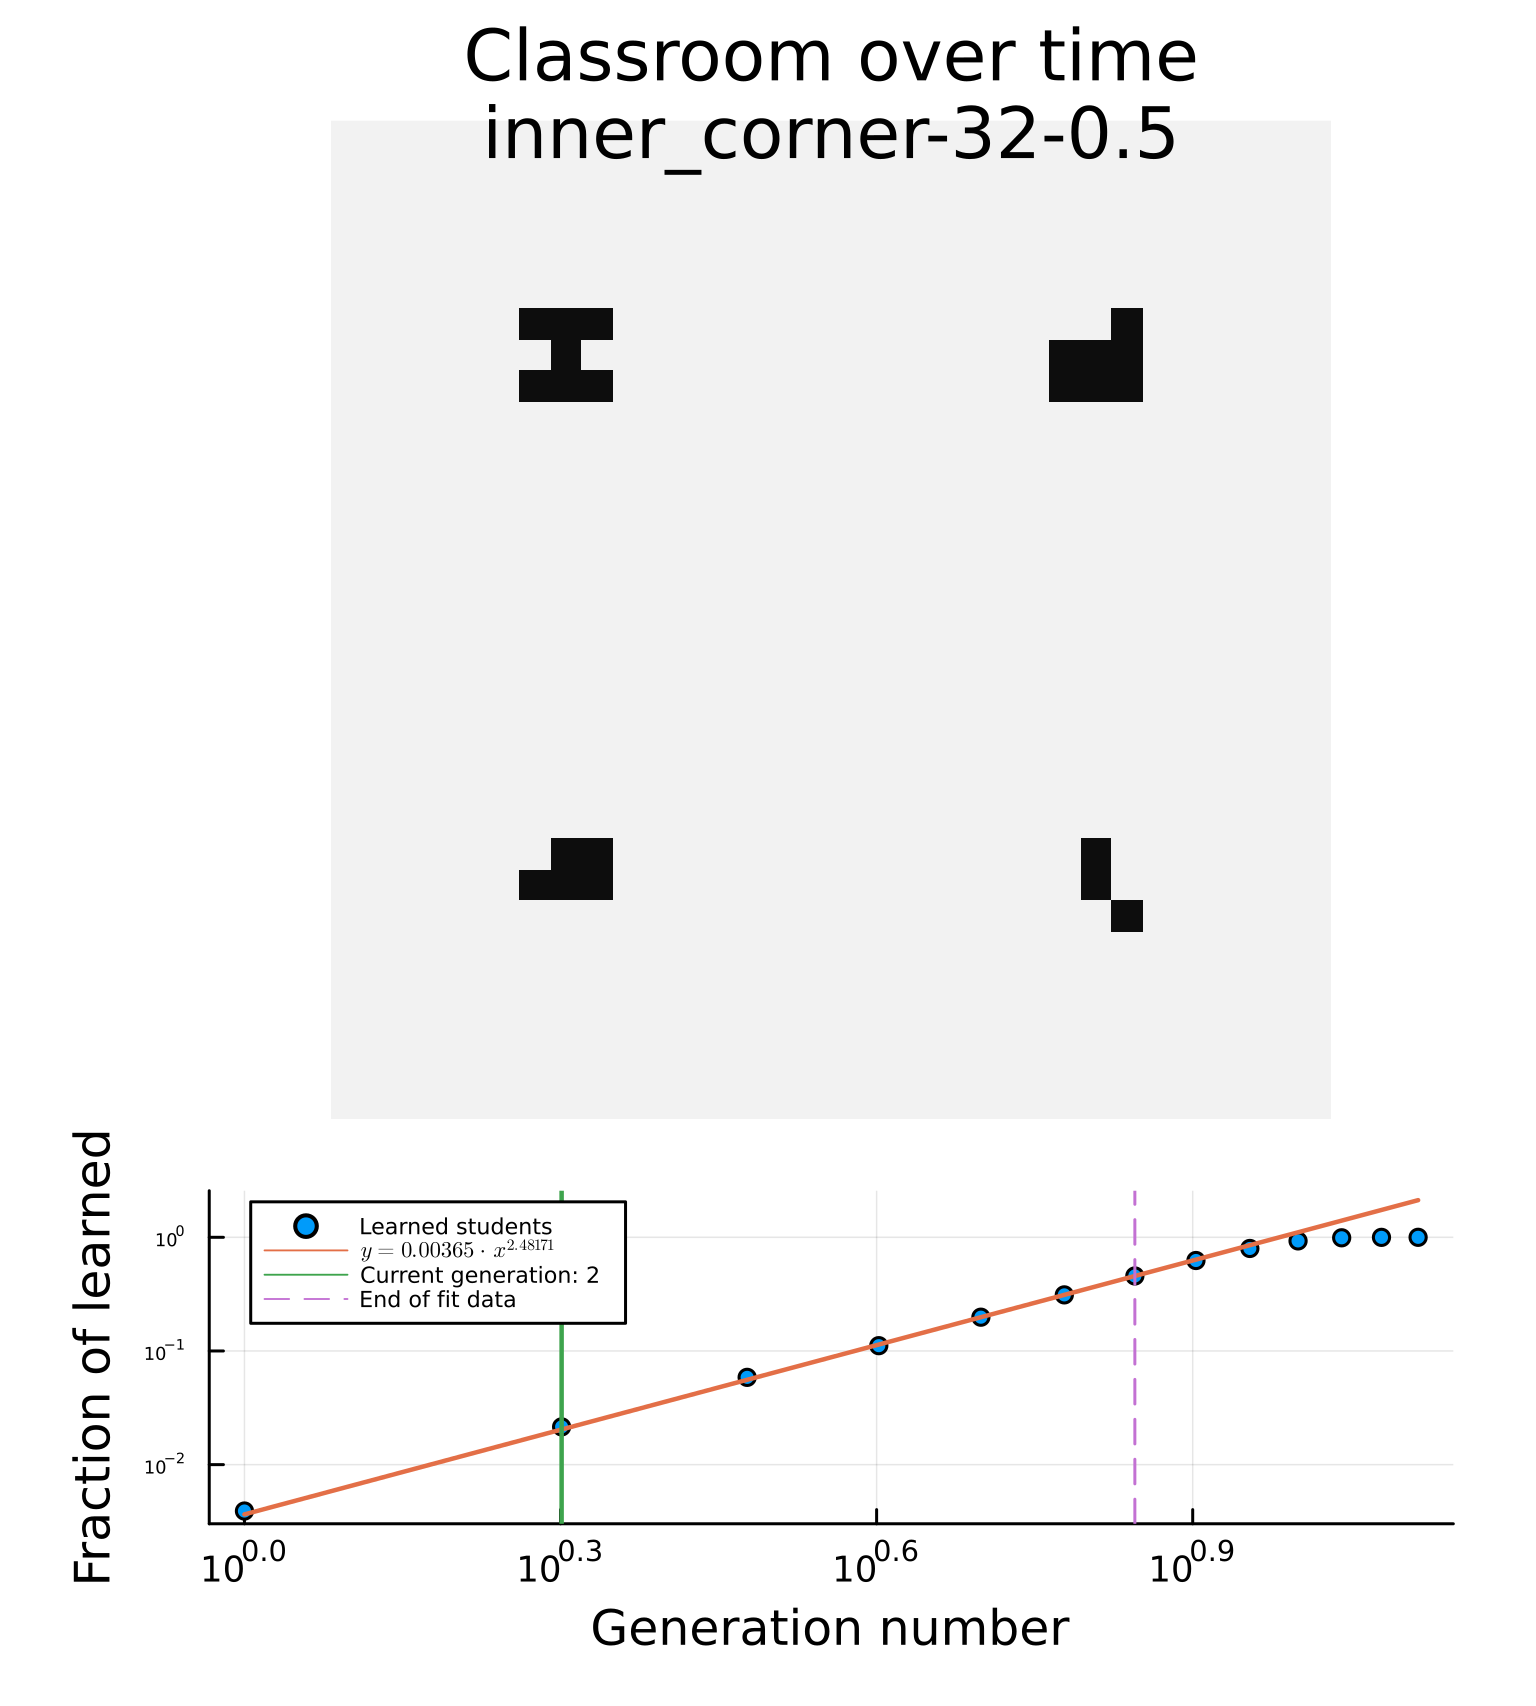 Classroom over time
inner_corner-32-0.5
Fraction of learned
10^0
10^−1
10^−2
Learned students
y = 0.00365 · x^2.48171
Current generation: 2
End of fit data
10^0.0 10^0.3 10^0.6 10^0.9
Generation number